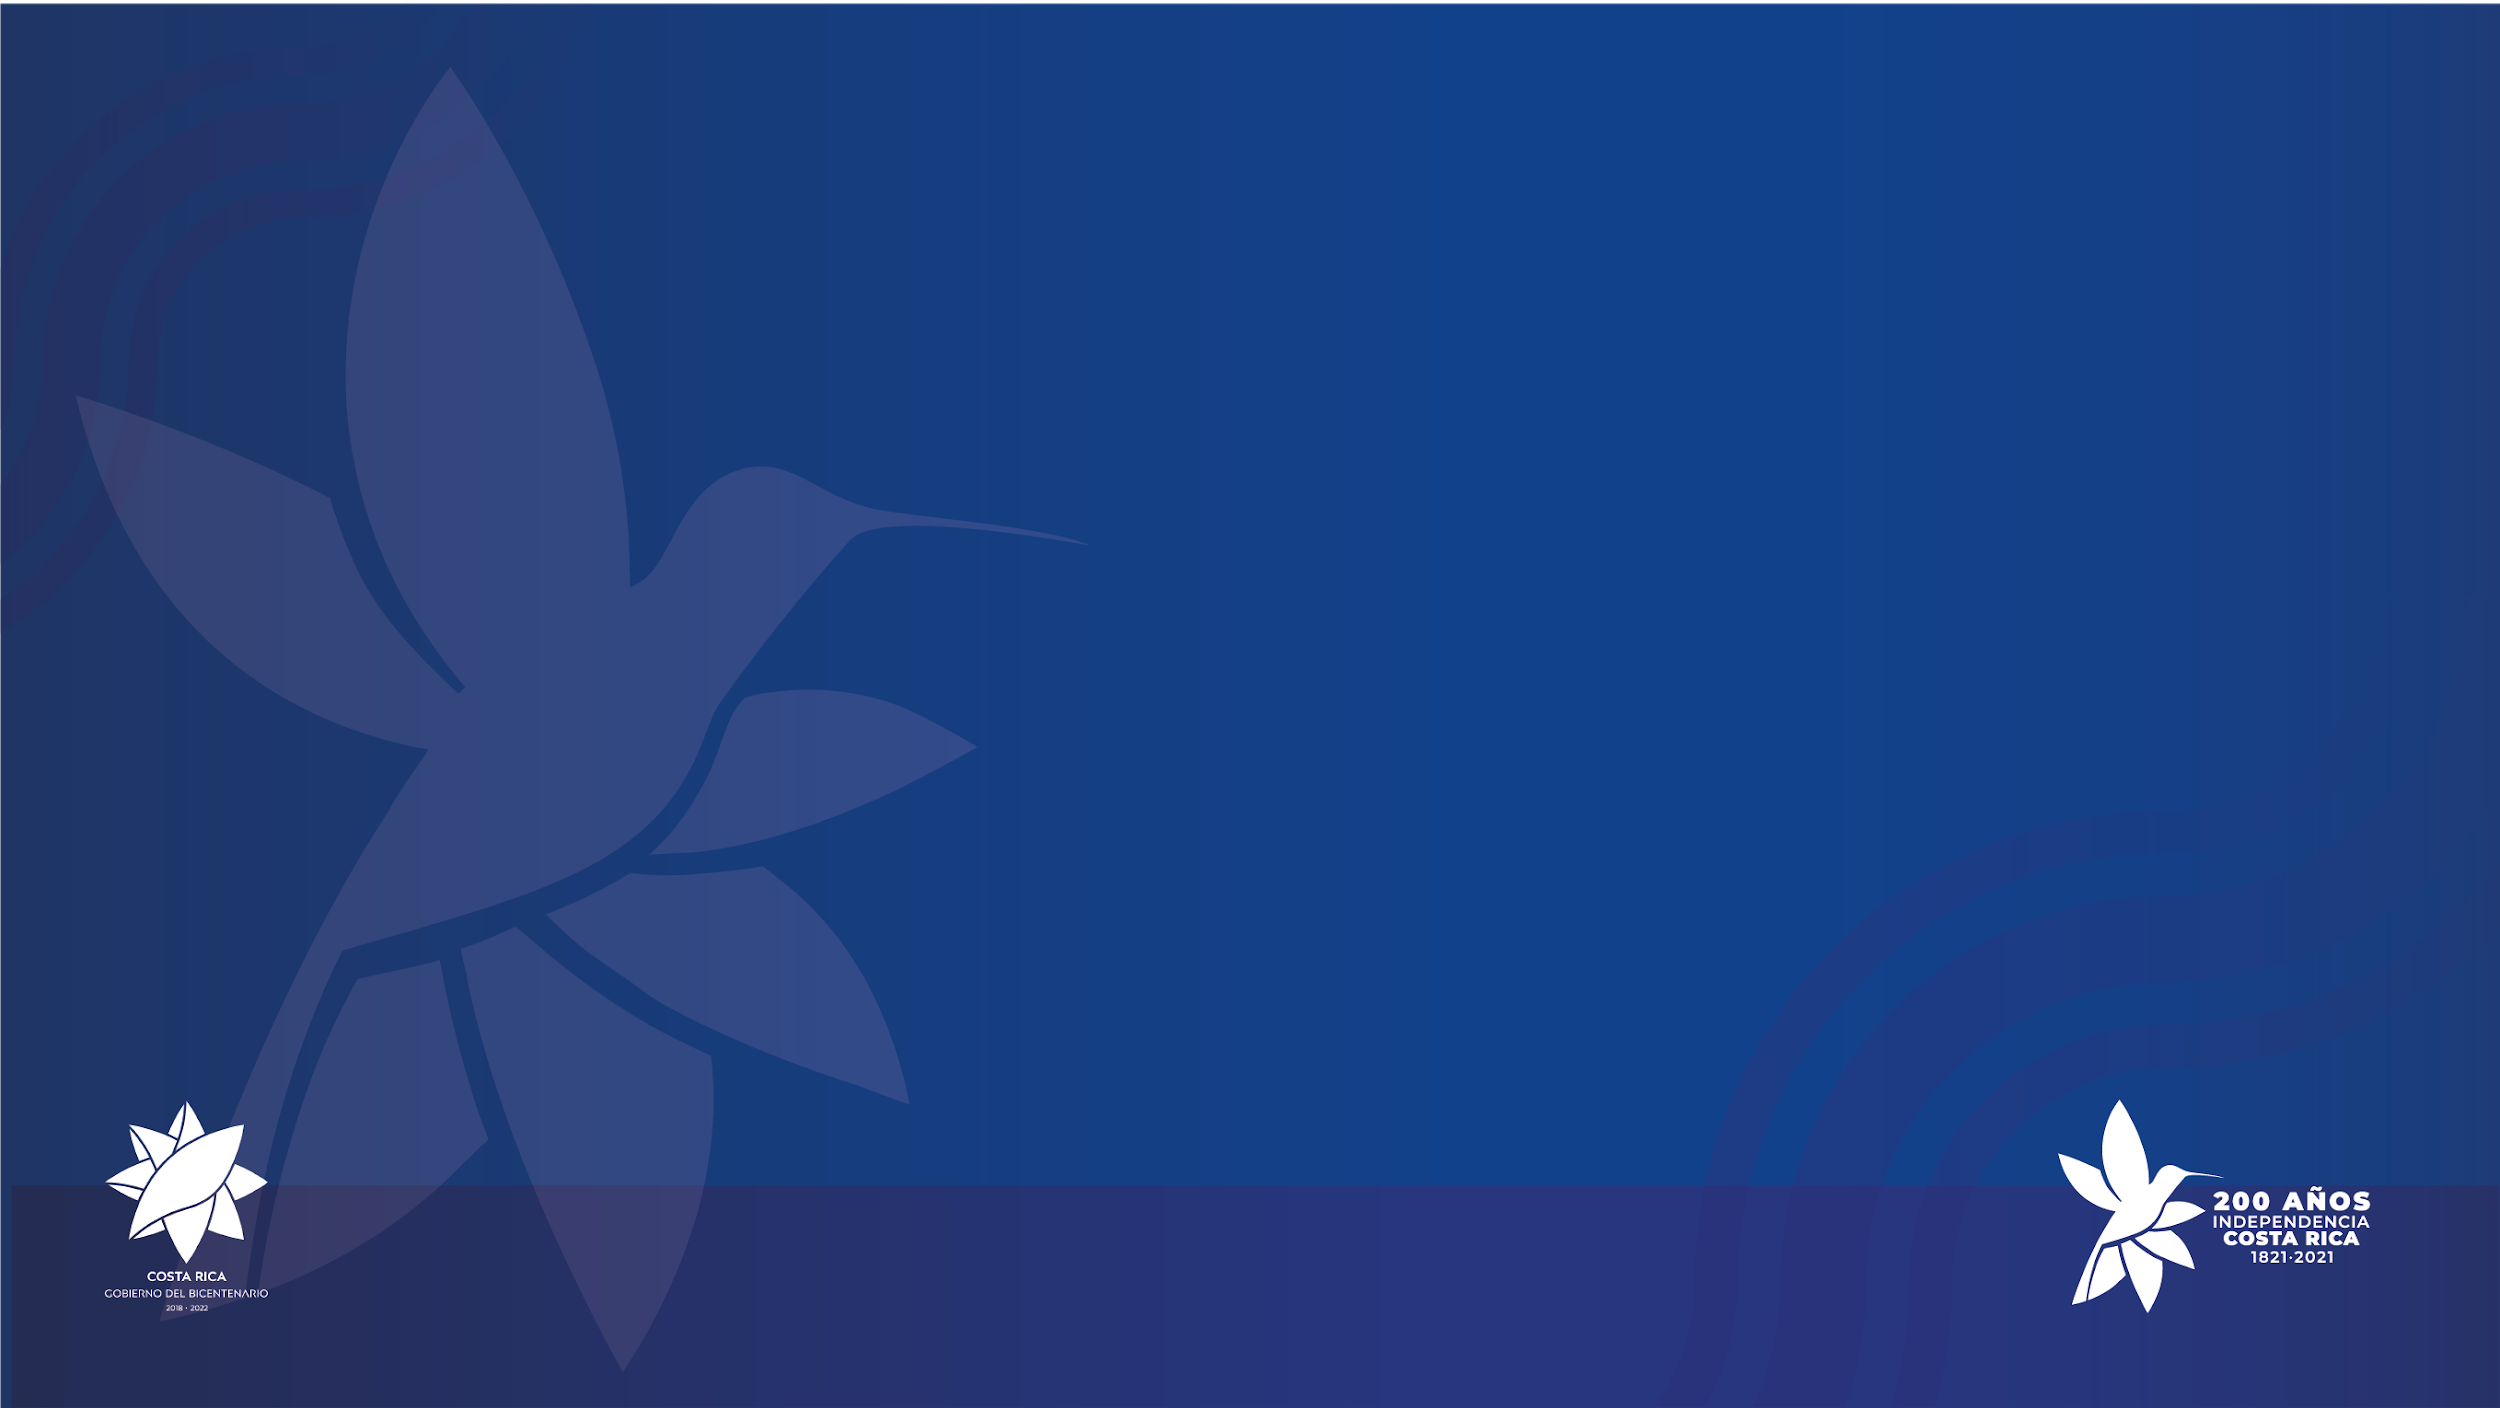 COSTA RICA
GOBIERNO DEL BICENTENARIO
2018 · 2022
200 AÑOS
INDEPENDENCIA
COSTA RICA
1821·2021